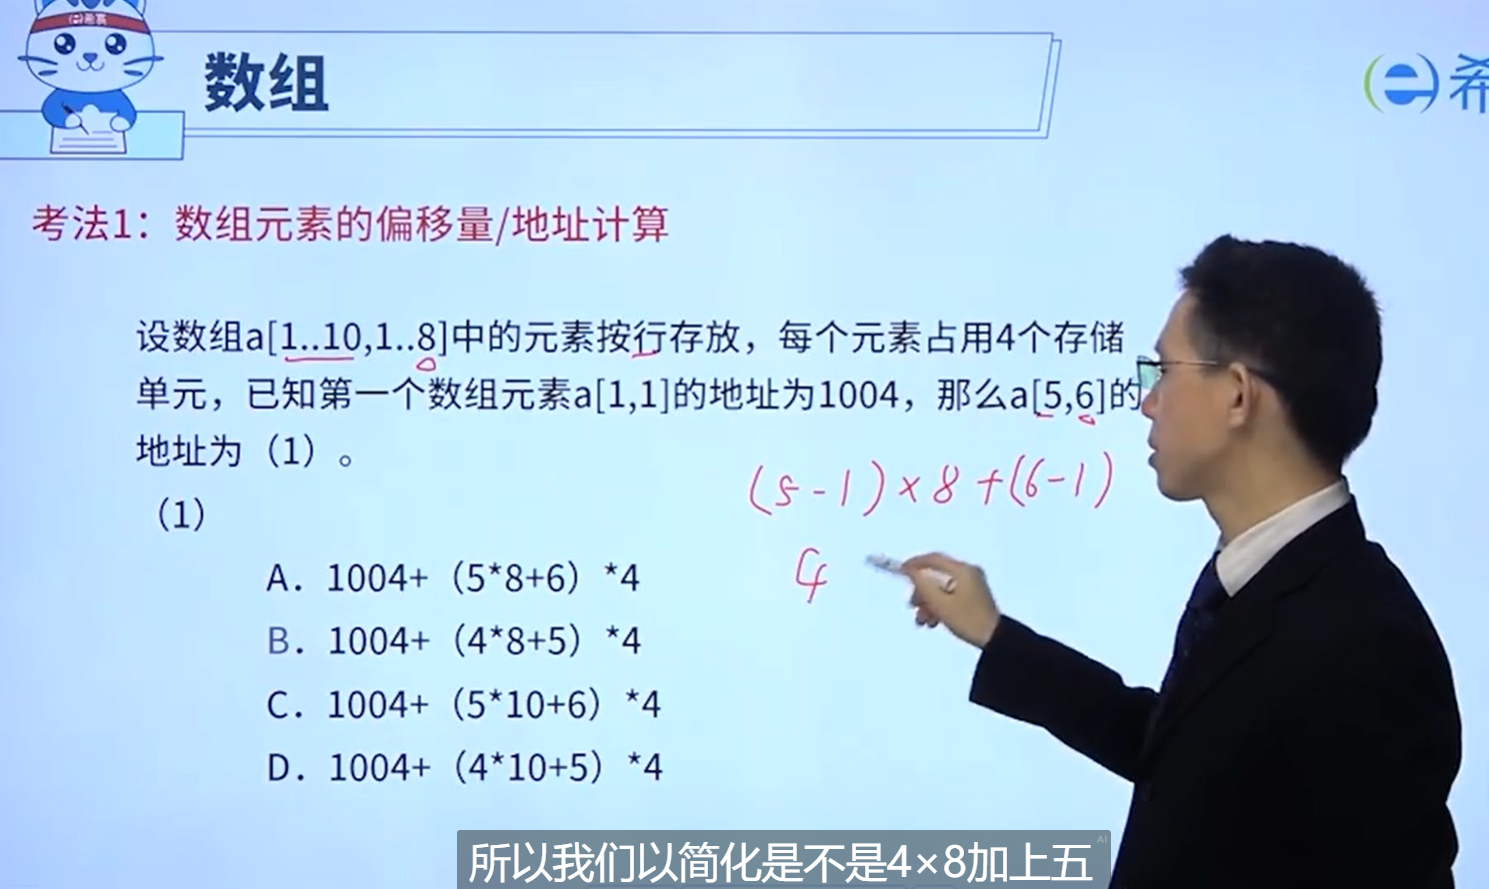 希赛
数组
希
考法1：数组元素的偏移量/地址计算
设数组a[1..10,1..8]中的元素按行存放，每个元素占用4个存储
单元，已知第一个数组元素a[1,1]的地址为1004，那么a[5,6]的
地址为（1）。
(5-1)×8+(6-1)
（1）
4
A．1004+（5*8+6）*4
B．1004+（4*8+5）*4
C．1004+（5*10+6）*4
D．1004+（4*10+5）*4
所以我们以简化是不是4×8加上五
AI